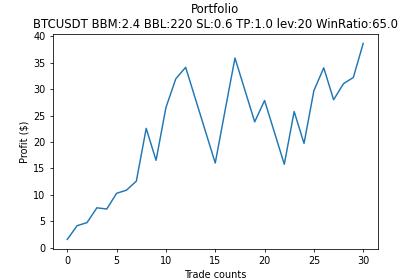 Portfolio
BTCUSDT BBM:2.4 BBL:220 SL:0.6 TP:1.0 lev:20 WinRatio:65.0
40
35
30
25
20
15
10
5
0
Profit ($)
0 5 10 15 20 25 30
Trade counts